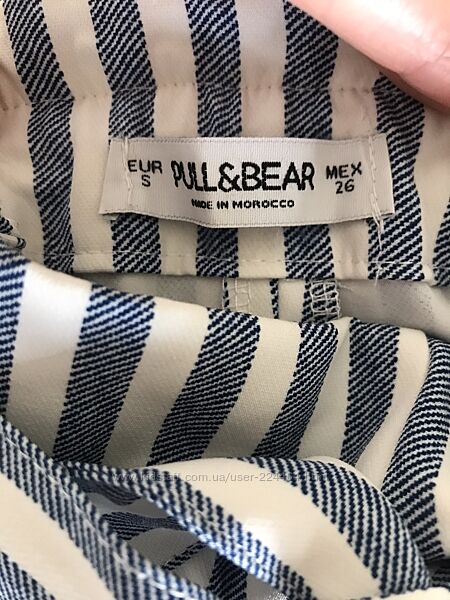 EUR S PULL&BEAR MEX 26
MADE IN MOROCCO